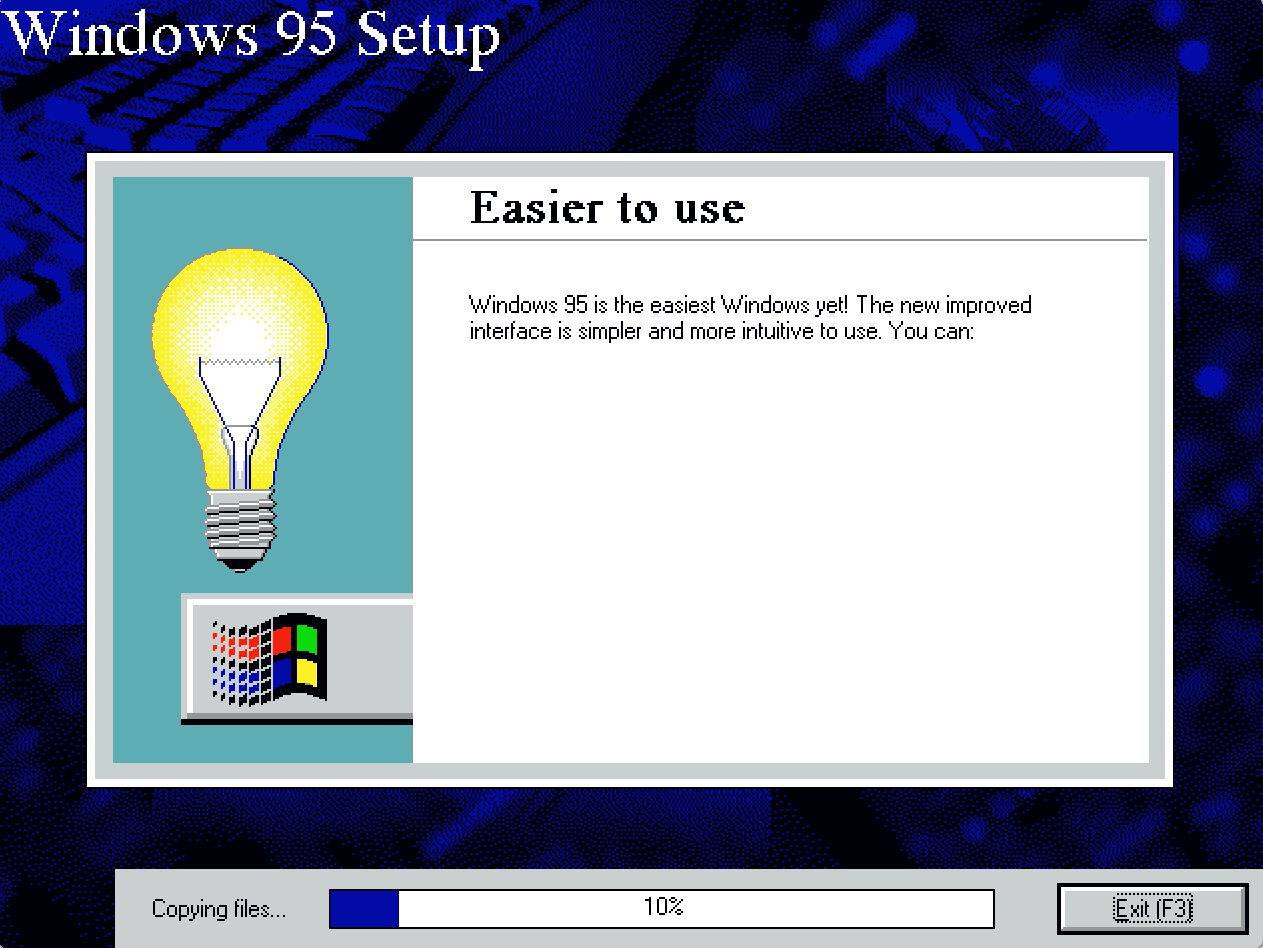 Windows 95 Setup
Easier to use
Windows 95 is the easiest Windows yet! The new improved
interface is simpler and more intuitive to use. You can:
Copying files...
10%
Exit (F3)